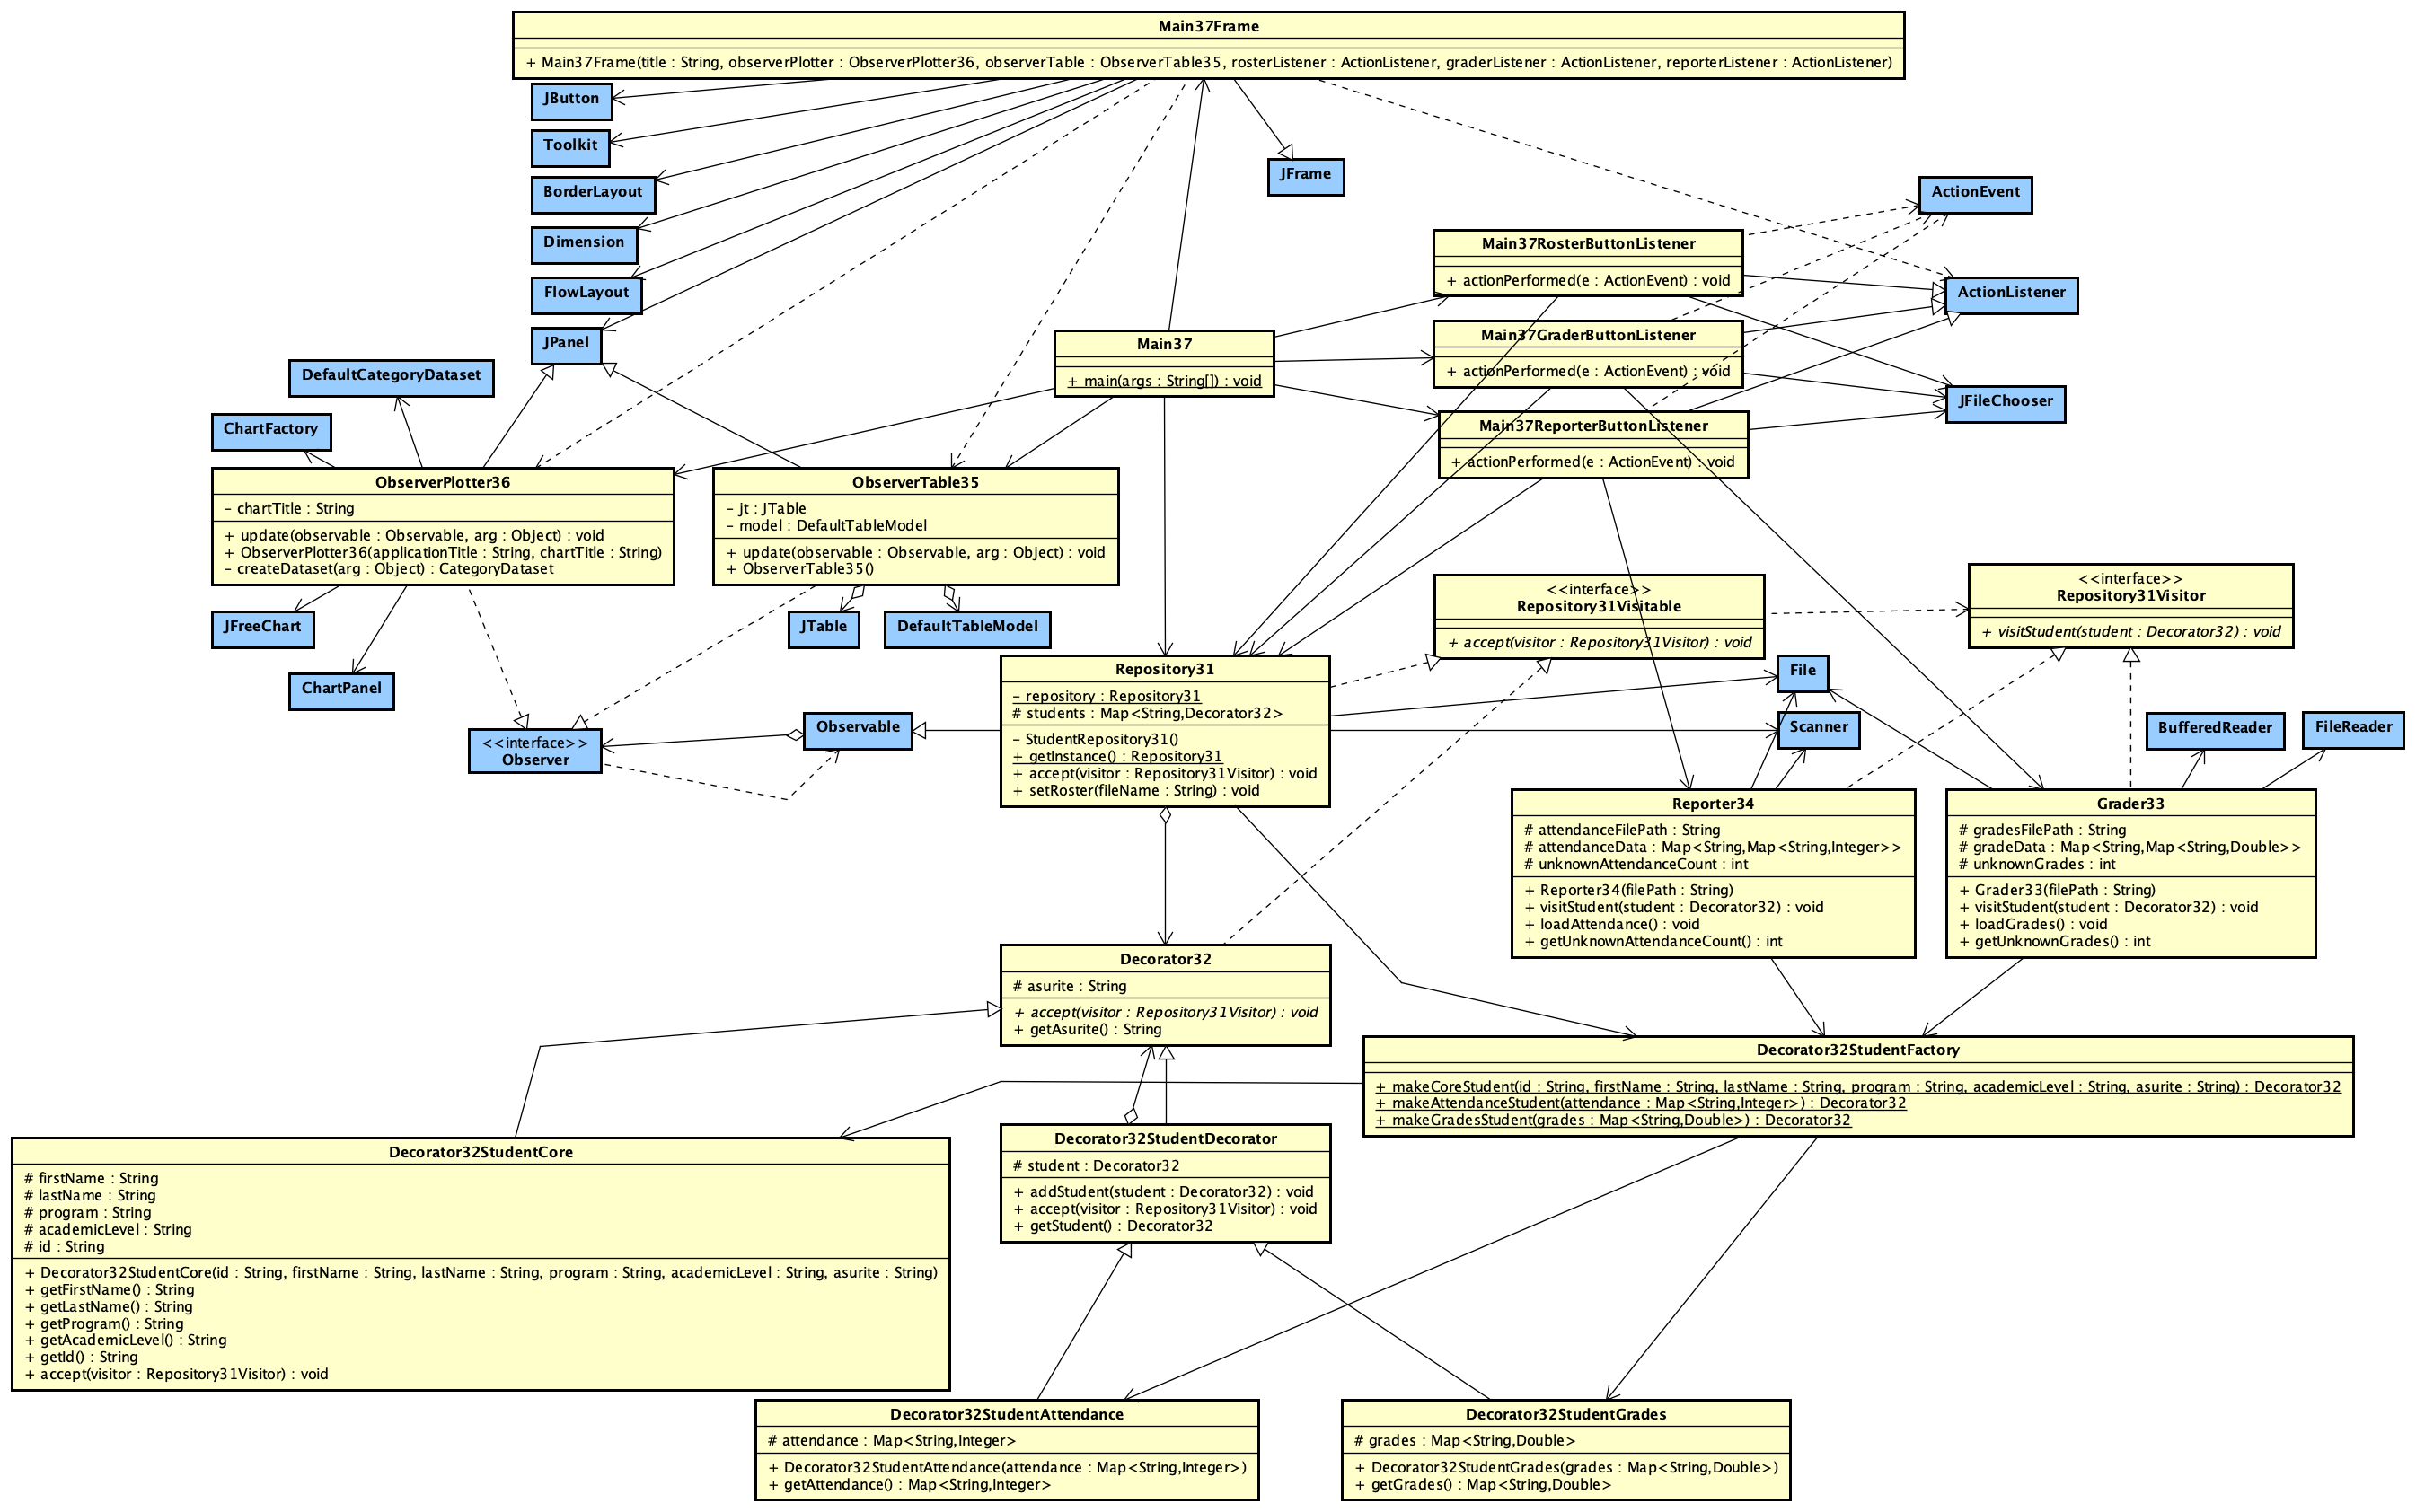 Main37Frame
+ Main37Frame(title : String, observerPlotter : ObserverPlotter36, observerTable : ObserverTable35, rosterListener : ActionListener, graderListener : ActionListener, reporterListener : ActionListener)
JButton
Toolkit
BorderLayout
Dimension
FlowLayout
JPanel
JFrame
ActionEvent
ActionListener
JFileChooser
Main37RosterButtonListener
+ actionPerformed(e : ActionEvent) : void
Main37GraderButtonListener
+ actionPerformed(e : ActionEvent) : void
Main37ReporterButtonListener
+ actionPerformed(e : ActionEvent) : void
Main37
+ main(args : String[]) : void
DefaultCategoryDataset
ChartFactory
ObserverPlotter36
- chartTitle : String
+ update(observable : Observable, arg : Object) : void
+ ObserverPlotter36(applicationTitle : String, chartTitle : String)
- createDataset(arg : Object) : CategoryDataset
ObserverTable35
- jt : JTable
- model : DefaultTableModel
+ update(observable : Observable, arg : Object) : void
+ ObserverTable35()
JFreeChart
ChartPanel
JTable
DefaultTableModel
<<interface>>
Repository31Visitable
+ accept(visitor : Repository31Visitor) : void
<<interface>>
Repository31Visitor
+ visitStudent(student : Decorator32) : void
<<interface>>
Observer
Observable
Repository31
- repository : Repository31
# students : Map<String,Decorator32>
- StudentRepository31()
+ getInstance() : Repository31
+ accept(visitor : Repository31Visitor) : void
+ setRoster(fileName : String) : void
File
Scanner
BufferedReader
FileReader
Reporter34
# attendanceFilePath : String
# attendanceData : Map<String,Map<String,Integer>>
# unknownAttendanceCount : int
+ Reporter34(filePath : String)
+ visitStudent(student : Decorator32) : void
+ loadAttendance() : void
+ getUnknownAttendanceCount() : int
Grader33
# gradesFilePath : String
# gradeData : Map<String,Map<String,Double>>
# unknownGrades : int
+ Grader33(filePath : String)
+ visitStudent(student : Decorator32) : void
+ loadGrades() : void
+ getUnknownGrades() : int
Decorator32
# asurite : String
+ accept(visitor : Repository31Visitor) : void
+ getAsurite() : String
Decorator32StudentFactory
+ makeCoreStudent(id : String, firstName : String, lastName : String, program : String, academicLevel : String, asurite : String) : Decorator32
+ makeAttendanceStudent(attendance : Map<String,Integer>) : Decorator32
+ makeGradesStudent(grades : Map<String,Double>) : Decorator32
Decorator32StudentCore
# firstName : String
# lastName : String
# program : String
# academicLevel : String
# id : String
+ Decorator32StudentCore(id : String, firstName : String, lastName : String, program : String, academicLevel : String, asurite : String)
+ getFirstName() : String
+ getLastName() : String
+ getProgram() : String
+ getAcademicLevel() : String
+ getId() : String
+ accept(visitor : Repository31Visitor) : void
Decorator32StudentDecorator
# student : Decorator32
+ addStudent(student : Decorator32) : void
+ accept(visitor : Repository31Visitor) : void
+ getStudent() : Decorator32
Decorator32StudentAttendance
# attendance : Map<String,Integer>
+ Decorator32StudentAttendance(attendance : Map<String,Integer>)
+ getAttendance() : Map<String,Integer>
Decorator32StudentGrades
# grades : Map<String,Double>
+ Decorator32StudentGrades(grades : Map<String,Double>)
+ getGrades() : Map<String,Double>